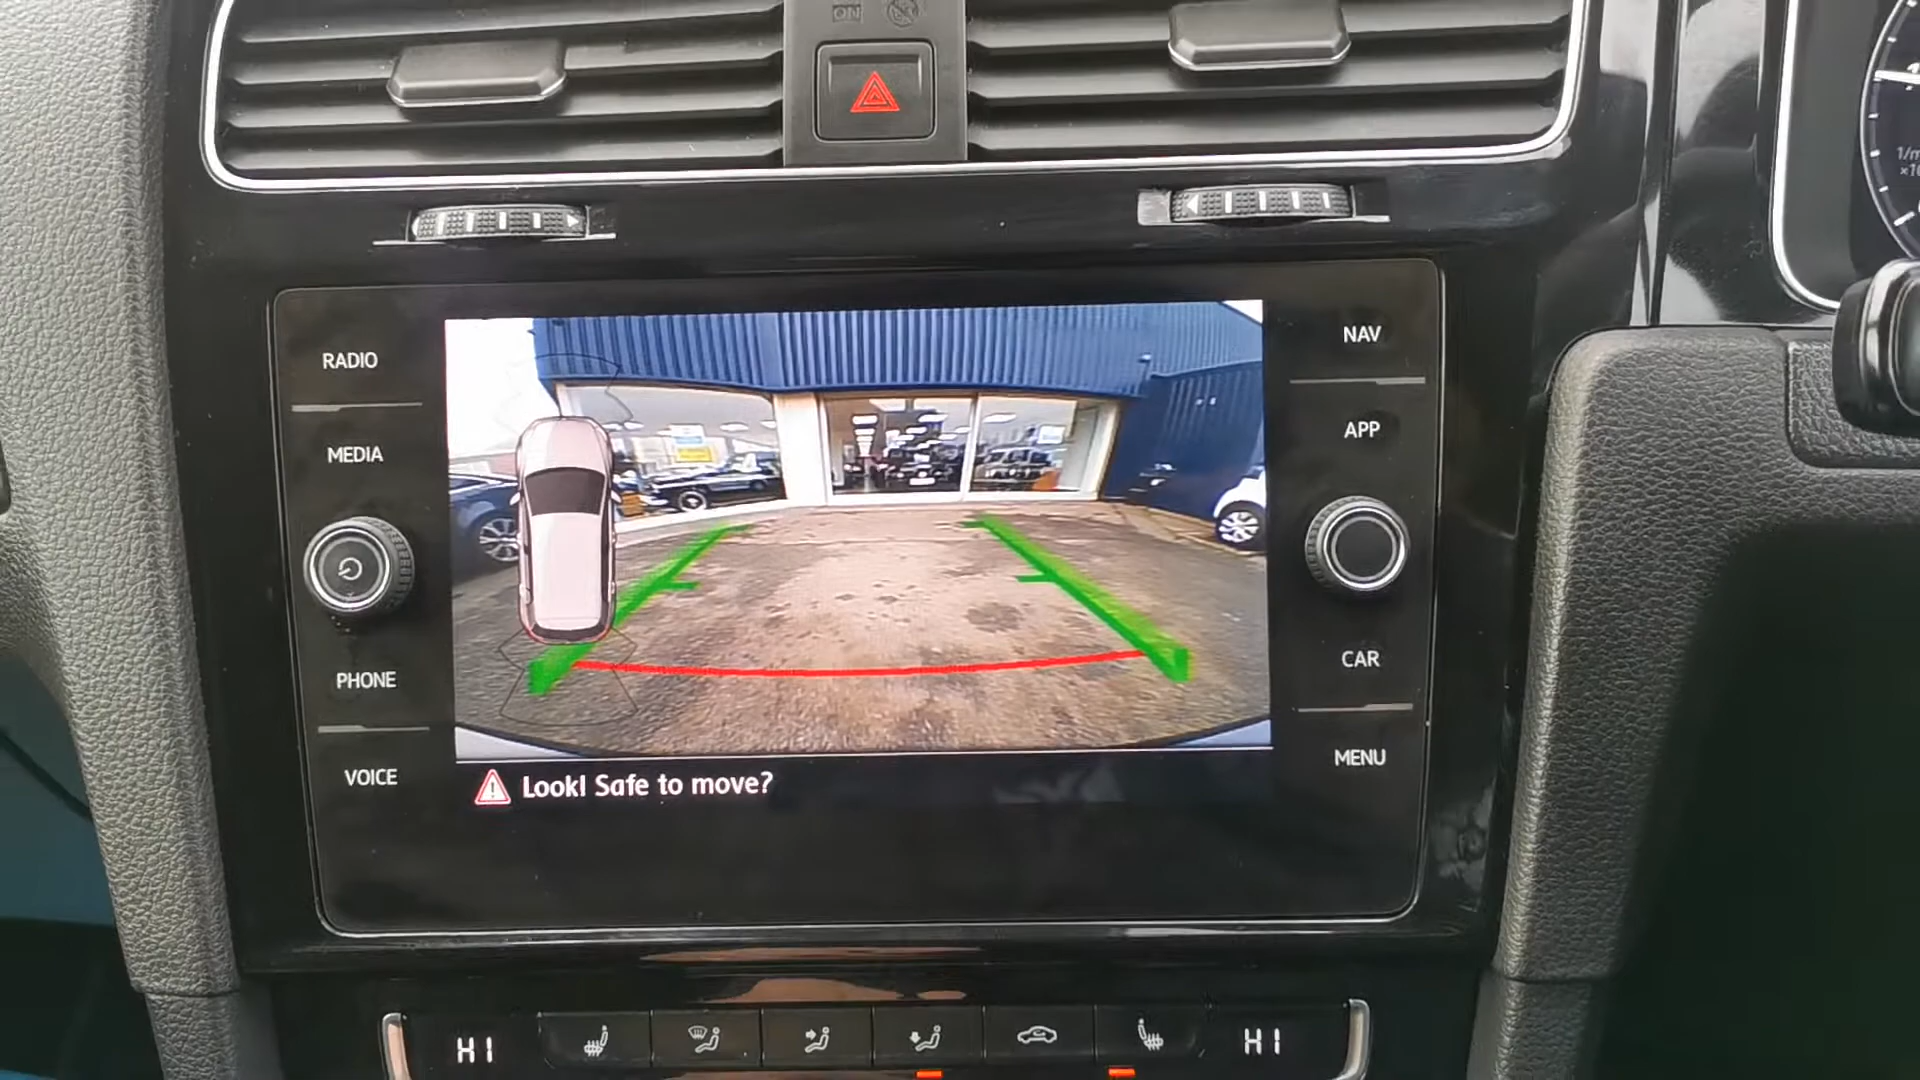 ON
RADIO
MEDIA
PHONE
VOICE
NAV
APP
CAR
MENU
Look! Safe to move?
HI
HI